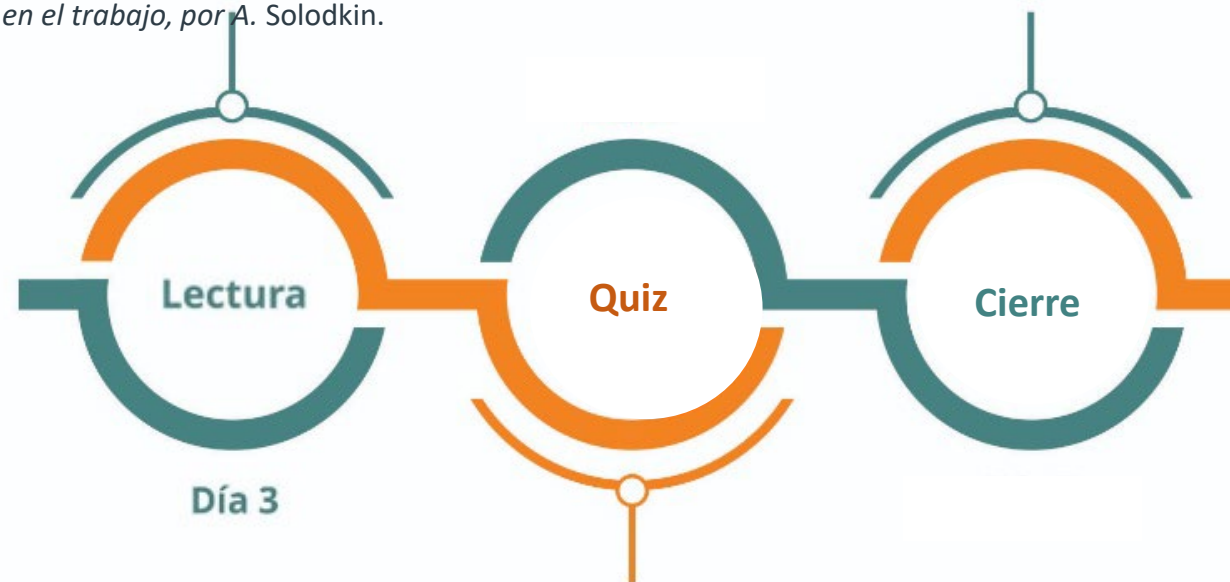 en el trabajo, por A. Solodkin.
Lectura
Quiz
Cierre
Día 3